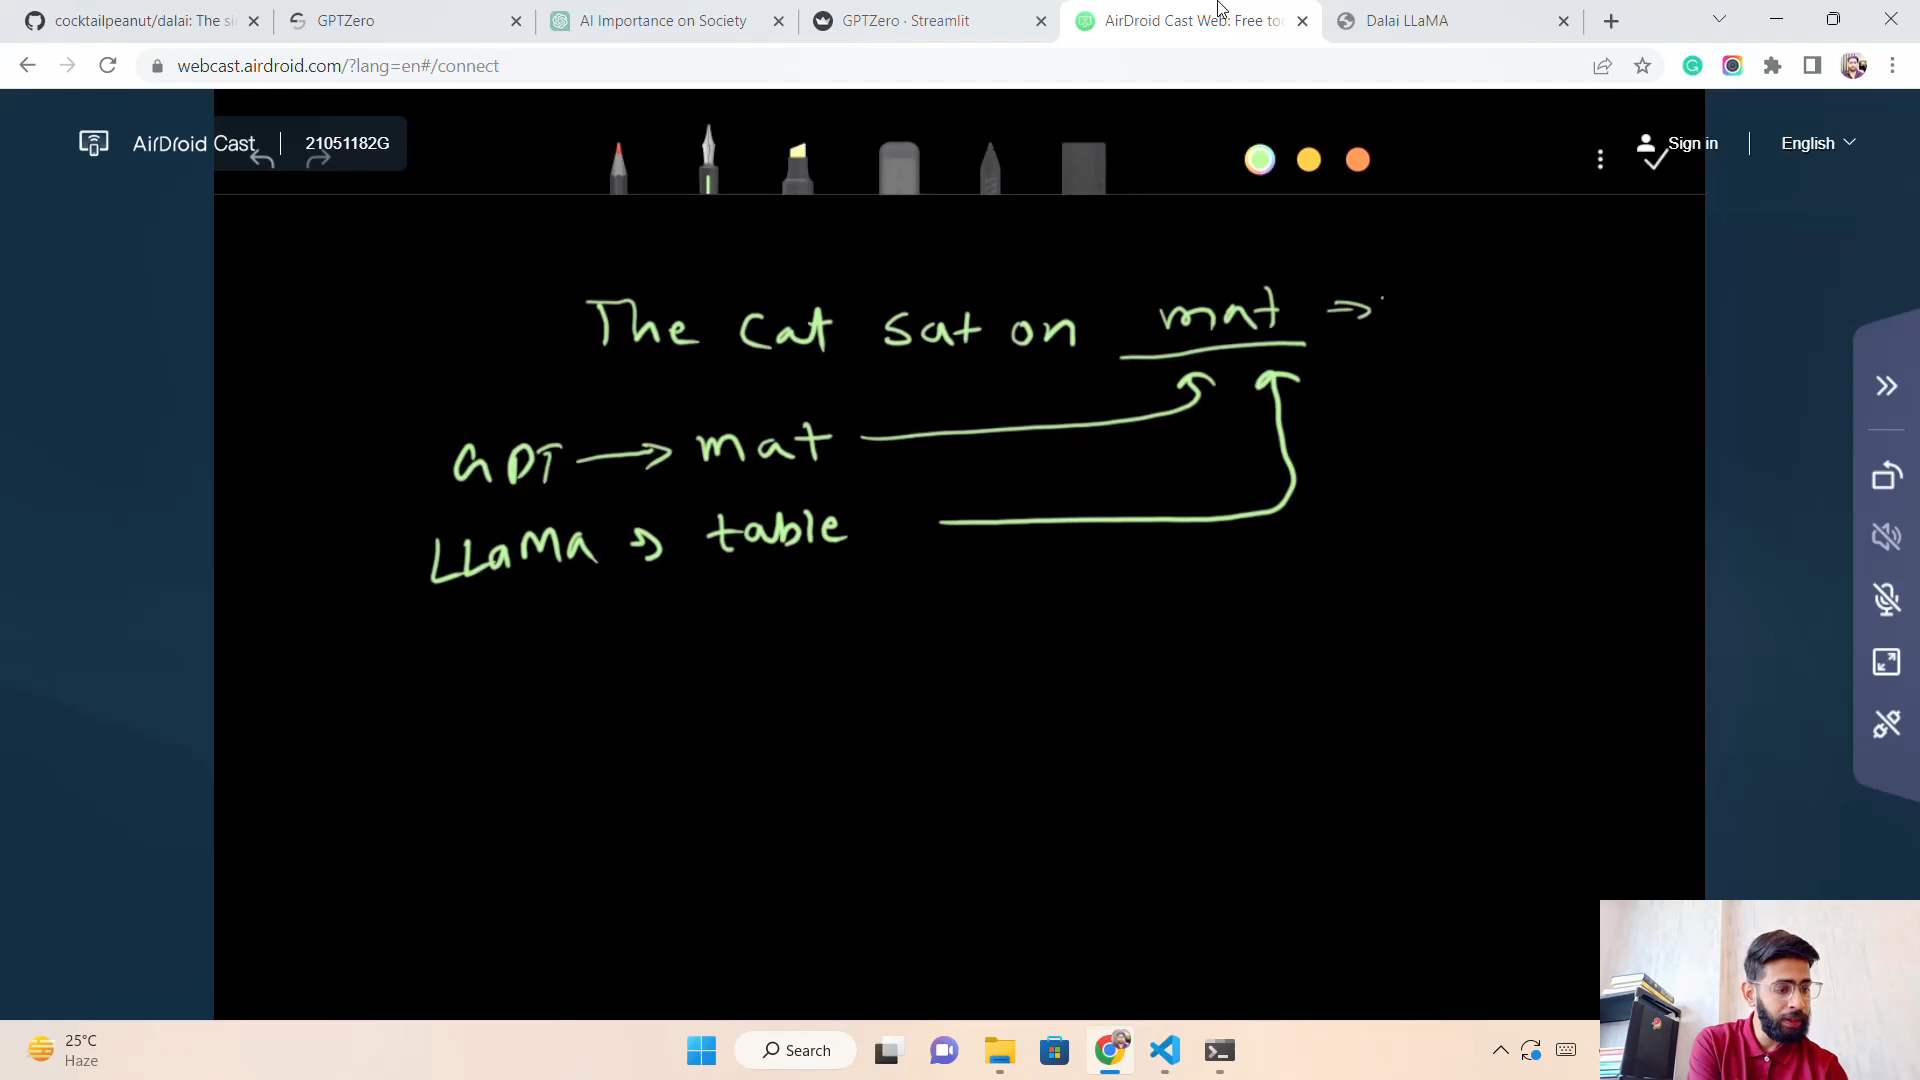 cocktailpeanut/dalai: The si
GPTZero
AI Importance on Society
GPTZero · Streamlit
AirDroid Cast Web: Free too
Dalai LLaMA
webcast.airdroid.com/?lang=en#/connect
AirDroid Cast
21051182G
Sign in
English
The Cat sat on mat ⇒
GPT → mat
LLaMA → table
25°C
Haze
Search